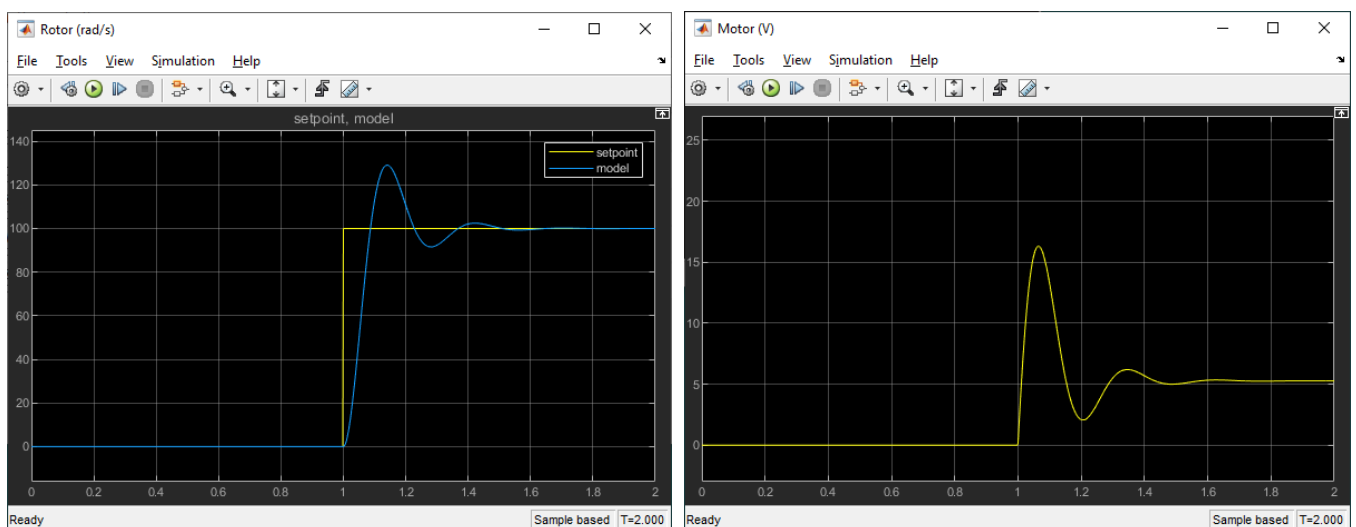 Rotor (rad/s)
File Tools View Simulation Help
setpoint, model
setpoint
model
140
120
100
80
60
40
20
0
0 0.2 0.4 0.6 0.8 1 1.2 1.4 1.6 1.8 2
Ready Sample based T=2.000
Motor (V)
File Tools View Simulation Help
25
20
15
10
5
0
0 0.2 0.4 0.6 0.8 1 1.2 1.4 1.6 1.8 2
Ready Sample based T=2.000